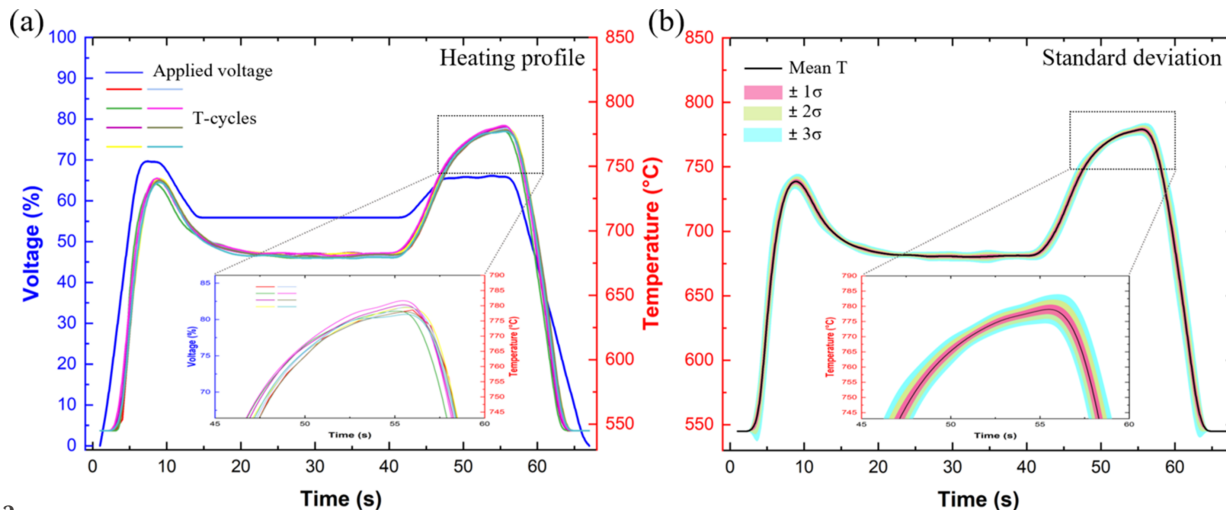 (a)
Heating profile
Applied voltage
T-cycles
100
90
80
70
60
50
40
30
20
10
0
Voltage (%)
850
800
750
700
650
600
550
Temperature (°C)
0 10 20 30 40 50 60
Time (s)
85
80
75
70
Voltage (%)
790
785
780
775
770
765
760
755
750
745
Temperature (°C)
45 50 55 60
Time (s)
(b)
Standard deviation
Mean T
± 1σ
± 2σ
± 3σ
850
800
750
700
650
600
550
0 10 20 30 40 50 60
Time (s)
790
785
780
775
770
765
760
755
750
745
Temperature (°C)
45 50 55 60
Time (s)
a